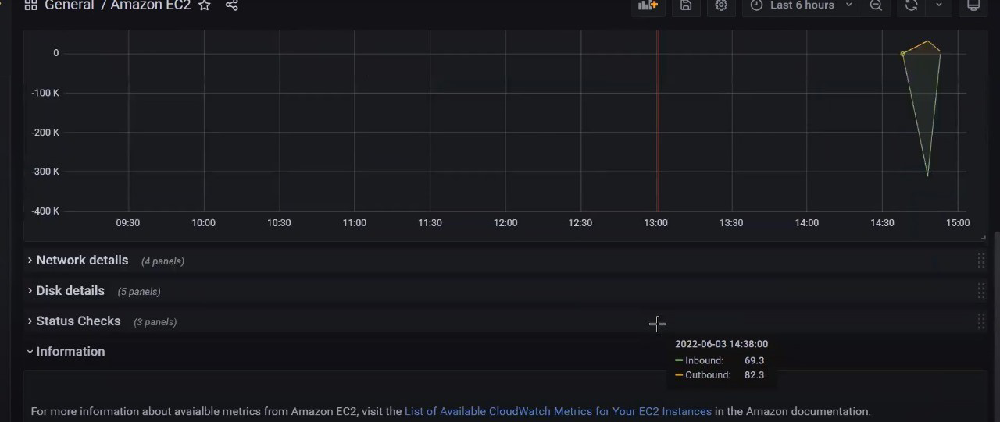 General / Amazon EC2
Last 6 hours
0
-100 K
-200 K
-300 K
-400 K
09:30 10:00 10:30 11:00 11:30 12:00 12:30 13:00 13:30 14:00 14:30 15:00
Network details (4 panels)
Disk details (5 panels)
Status Checks (3 panels)
Information
2022-06-03 14:38:00
Inbound: 69.3
Outbound: 82.3
For more information about avaialble metrics from Amazon EC2, visit the List of Available CloudWatch Metrics for Your EC2 Instances in the Amazon documentation.